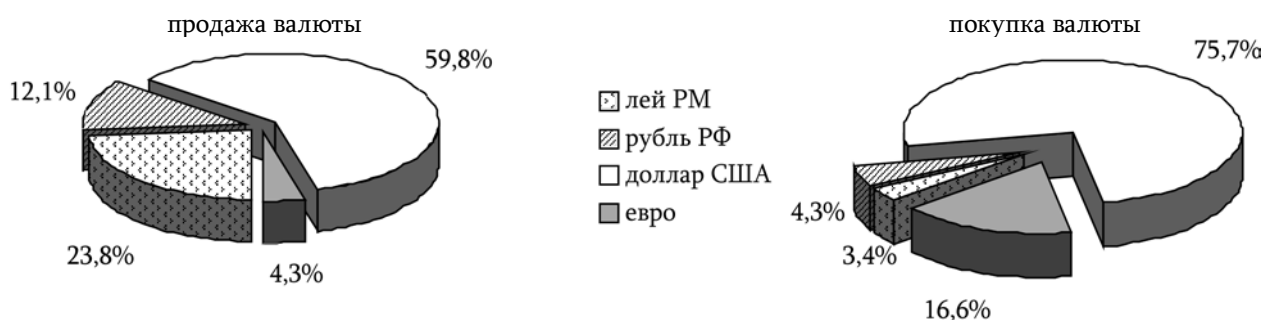 продажа валюты
59,8%
12,1%
23,8%
4,3%
лей РМ
рубль РФ
доллар США
евро
покупка валюты
75,7%
4,3%
3,4%
16,6%